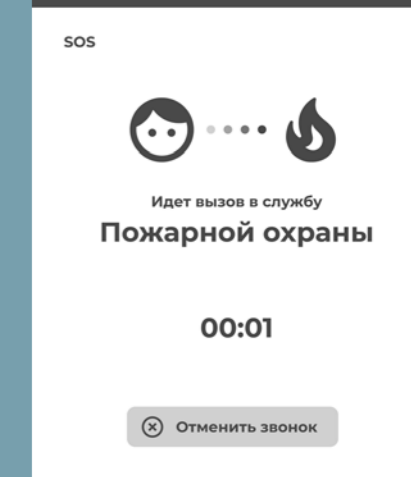 SOS
Идет вызов в службу
Пожарной охраны
00:01
Отменить звонок